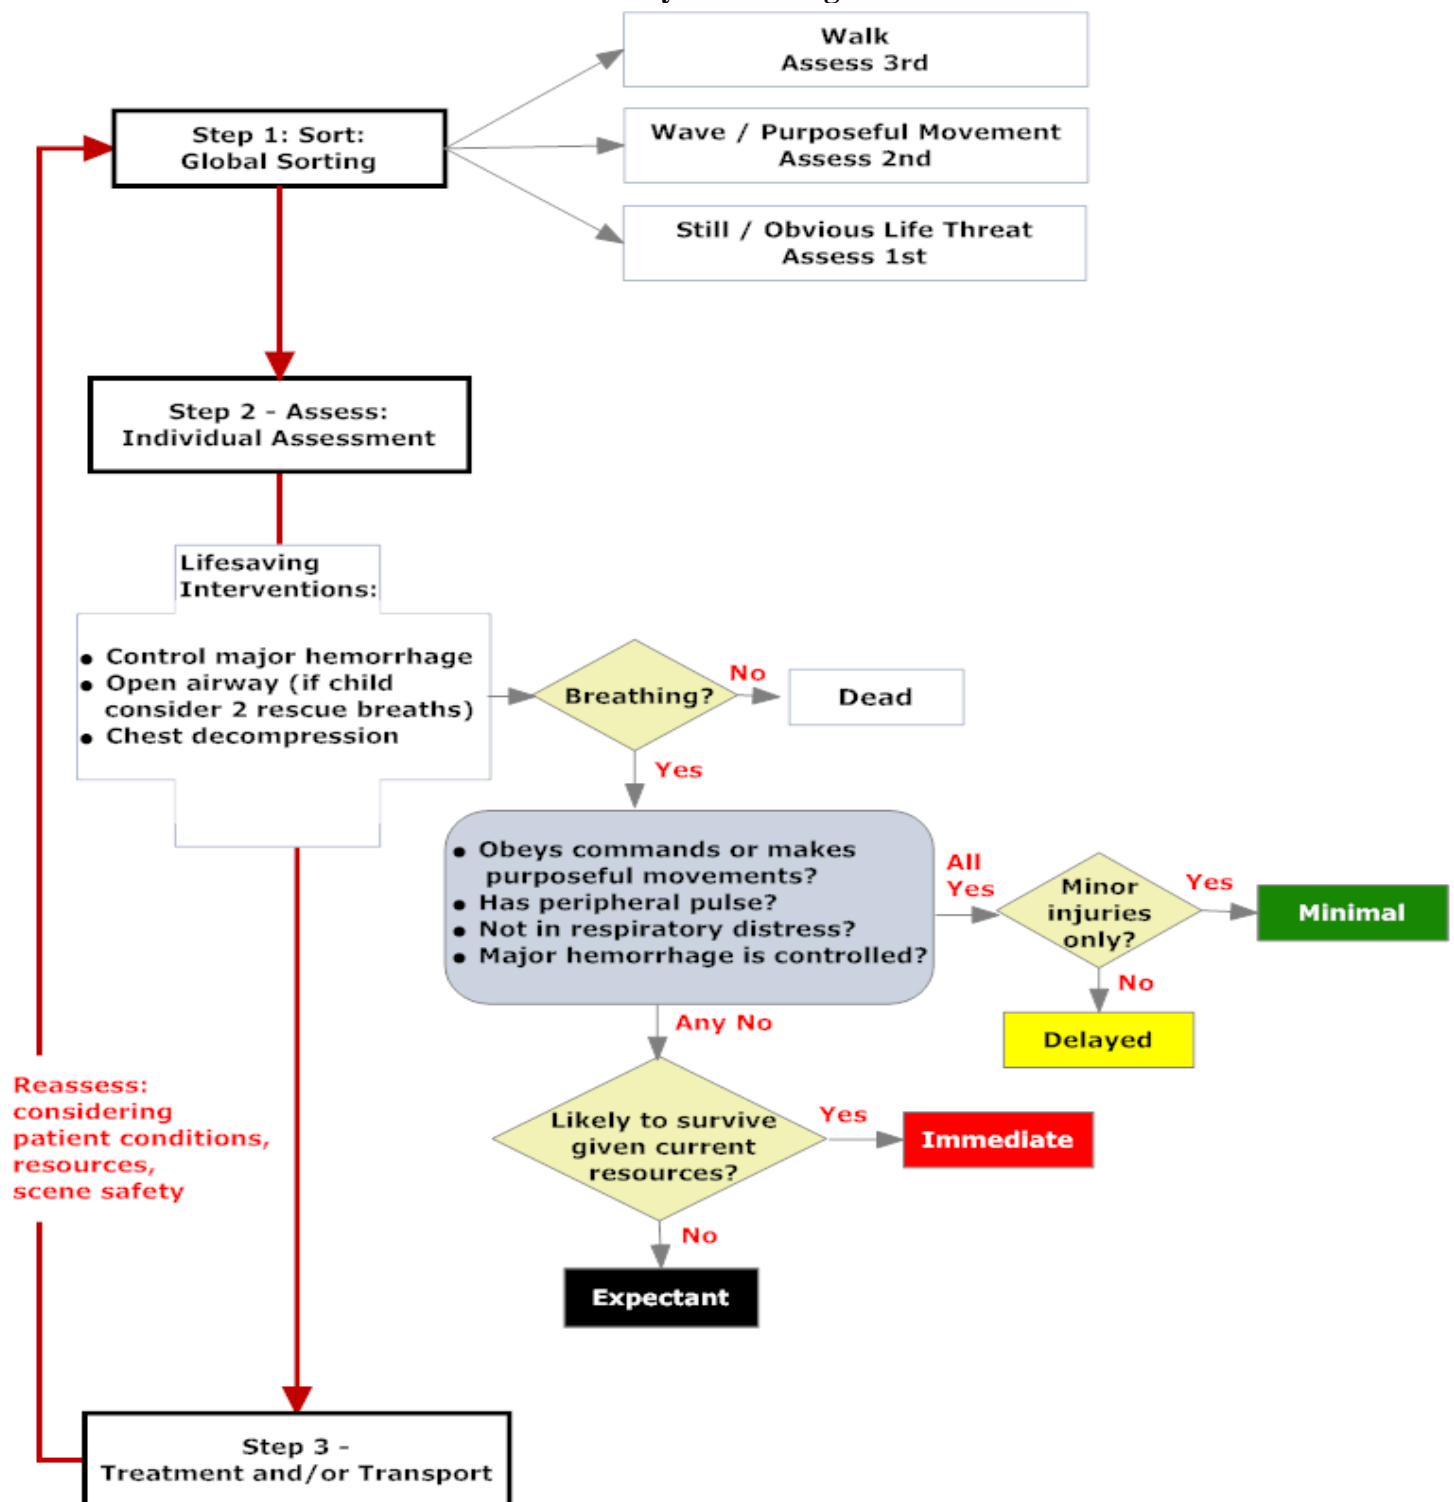 Walk
Assess 3rd
Step 1: Sort:
Global Sorting
Wave / Purposeful Movement
Assess 2nd
Still / Obvious Life Threat
Assess 1st
Step 2 - Assess:
Individual Assessment
Lifesaving
Interventions:
● Control major hemorrhage
● Open airway (if child
consider 2 rescue breaths)
● Chest decompression
Breathing?
No
Dead
Yes
● Obeys commands or makes
purposeful movements?
● Has peripheral pulse?
● Not in respiratory distress?
● Major hemorrhage is controlled?
All
Yes
Minor
injuries
only?
Yes
Minimal
No
Delayed
Any No
Likely to survive
given current
resources?
Yes
Immediate
No
Expectant
Reassess:
considering
patient conditions,
resources,
scene safety
Step 3 -
Treatment and/or Transport